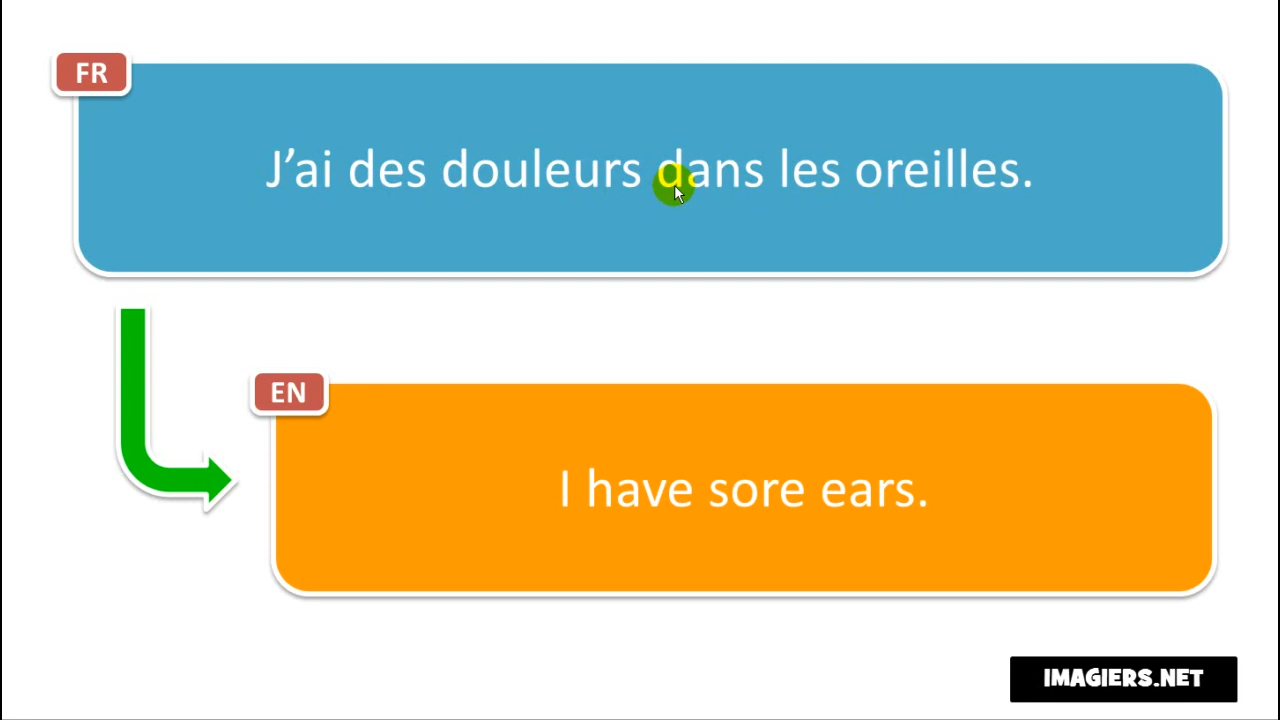 FR
J’ai des douleurs dans les oreilles.
EN
I have sore ears.
IMAGIERS.NET